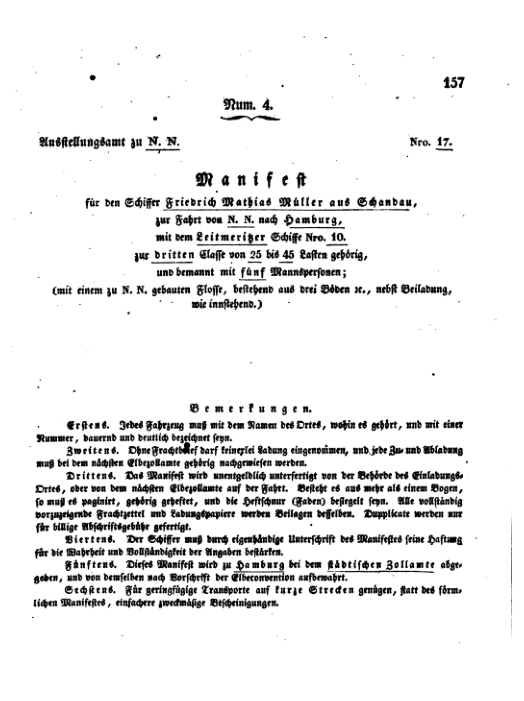 157
Num. 4.
Ausstellungsamt zu N. N. Nro. 17.
Manifest
für den Schiffer Friedrich Mathias Müller aus Schandau,
zur Fahrt von N. N. nach Hamburg,
mit dem Leitmeritzer Schiffe Nro. 10.
zur dritten Classe von 25 bis 45 Lasten gehörig,
und bemannt mit fünf Mannspersonen;
(mit einem zu N. N. gebauten Flosse, bestehend aus drei Böden ꝛc., nebst Beiladung,
wie innstehend.)
Bemerkungen.
Erstens. Jedes Fahrzeug muß mit dem Namen des Ortes, wohin es gehört, und mit einer
Nummer, dauernd und deutlich bezeichnet seyn.
Zweitens. Ohne Frachtbrief darf keinerlei Ladung eingenommen, und jede Zu- und Abladung
muß bei dem nächsten Elbezollamte gehörig nachgewiesen werden.
Drittens. Das Manifest wird unentgeldlich unterfertigt von der Behörde des Einladungs-
Ortes, oder von dem nächsten Elbezollamte auf der Fahrt. Besteht es aus mehr als einem Bogen,
so muß es paginirt, gehörig geheftet, und die Heftschnur (Faden) besiegelt seyn. Alle vollständig
vorzuzeigende Frachtzettel und Ladungspapiere werden Beilagen desselben. Dupplicate werden nur
für billige Abschriftsgebühr gefertigt.
Viertens. Der Schiffer muß durch eigenhändige Unterschrift des Manifestes seine Haftung
für die Wahrheit und Vollständigkeit der Angaben bestärken.
Fünftens. Dieses Manifest wird zu Hamburg bei dem städtischen Zollamte abge-
geben, und von demselben nach Vorschrift der Elbeconvention aufbewahrt.
Sechstens. Für geringfügige Transporte auf kurze Strecken genügen, statt des förm-
lichen Manifestes, einfachere zweckmäßige Bescheinigungen.